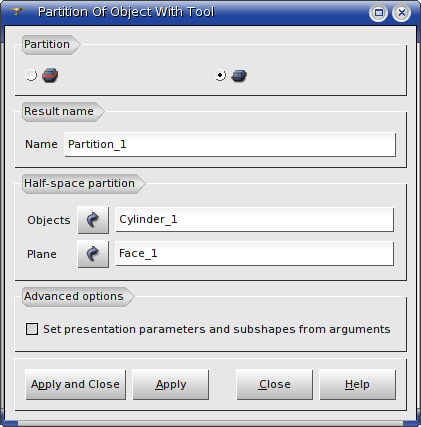 Partition Of Object With Tool
Partition
Result name
Name Partition_1
Half-space partition
Objects Cylinder_1
Plane Face_1
Advanced options
Set presentation parameters and subshapes from arguments
Apply and Close Apply Close Help